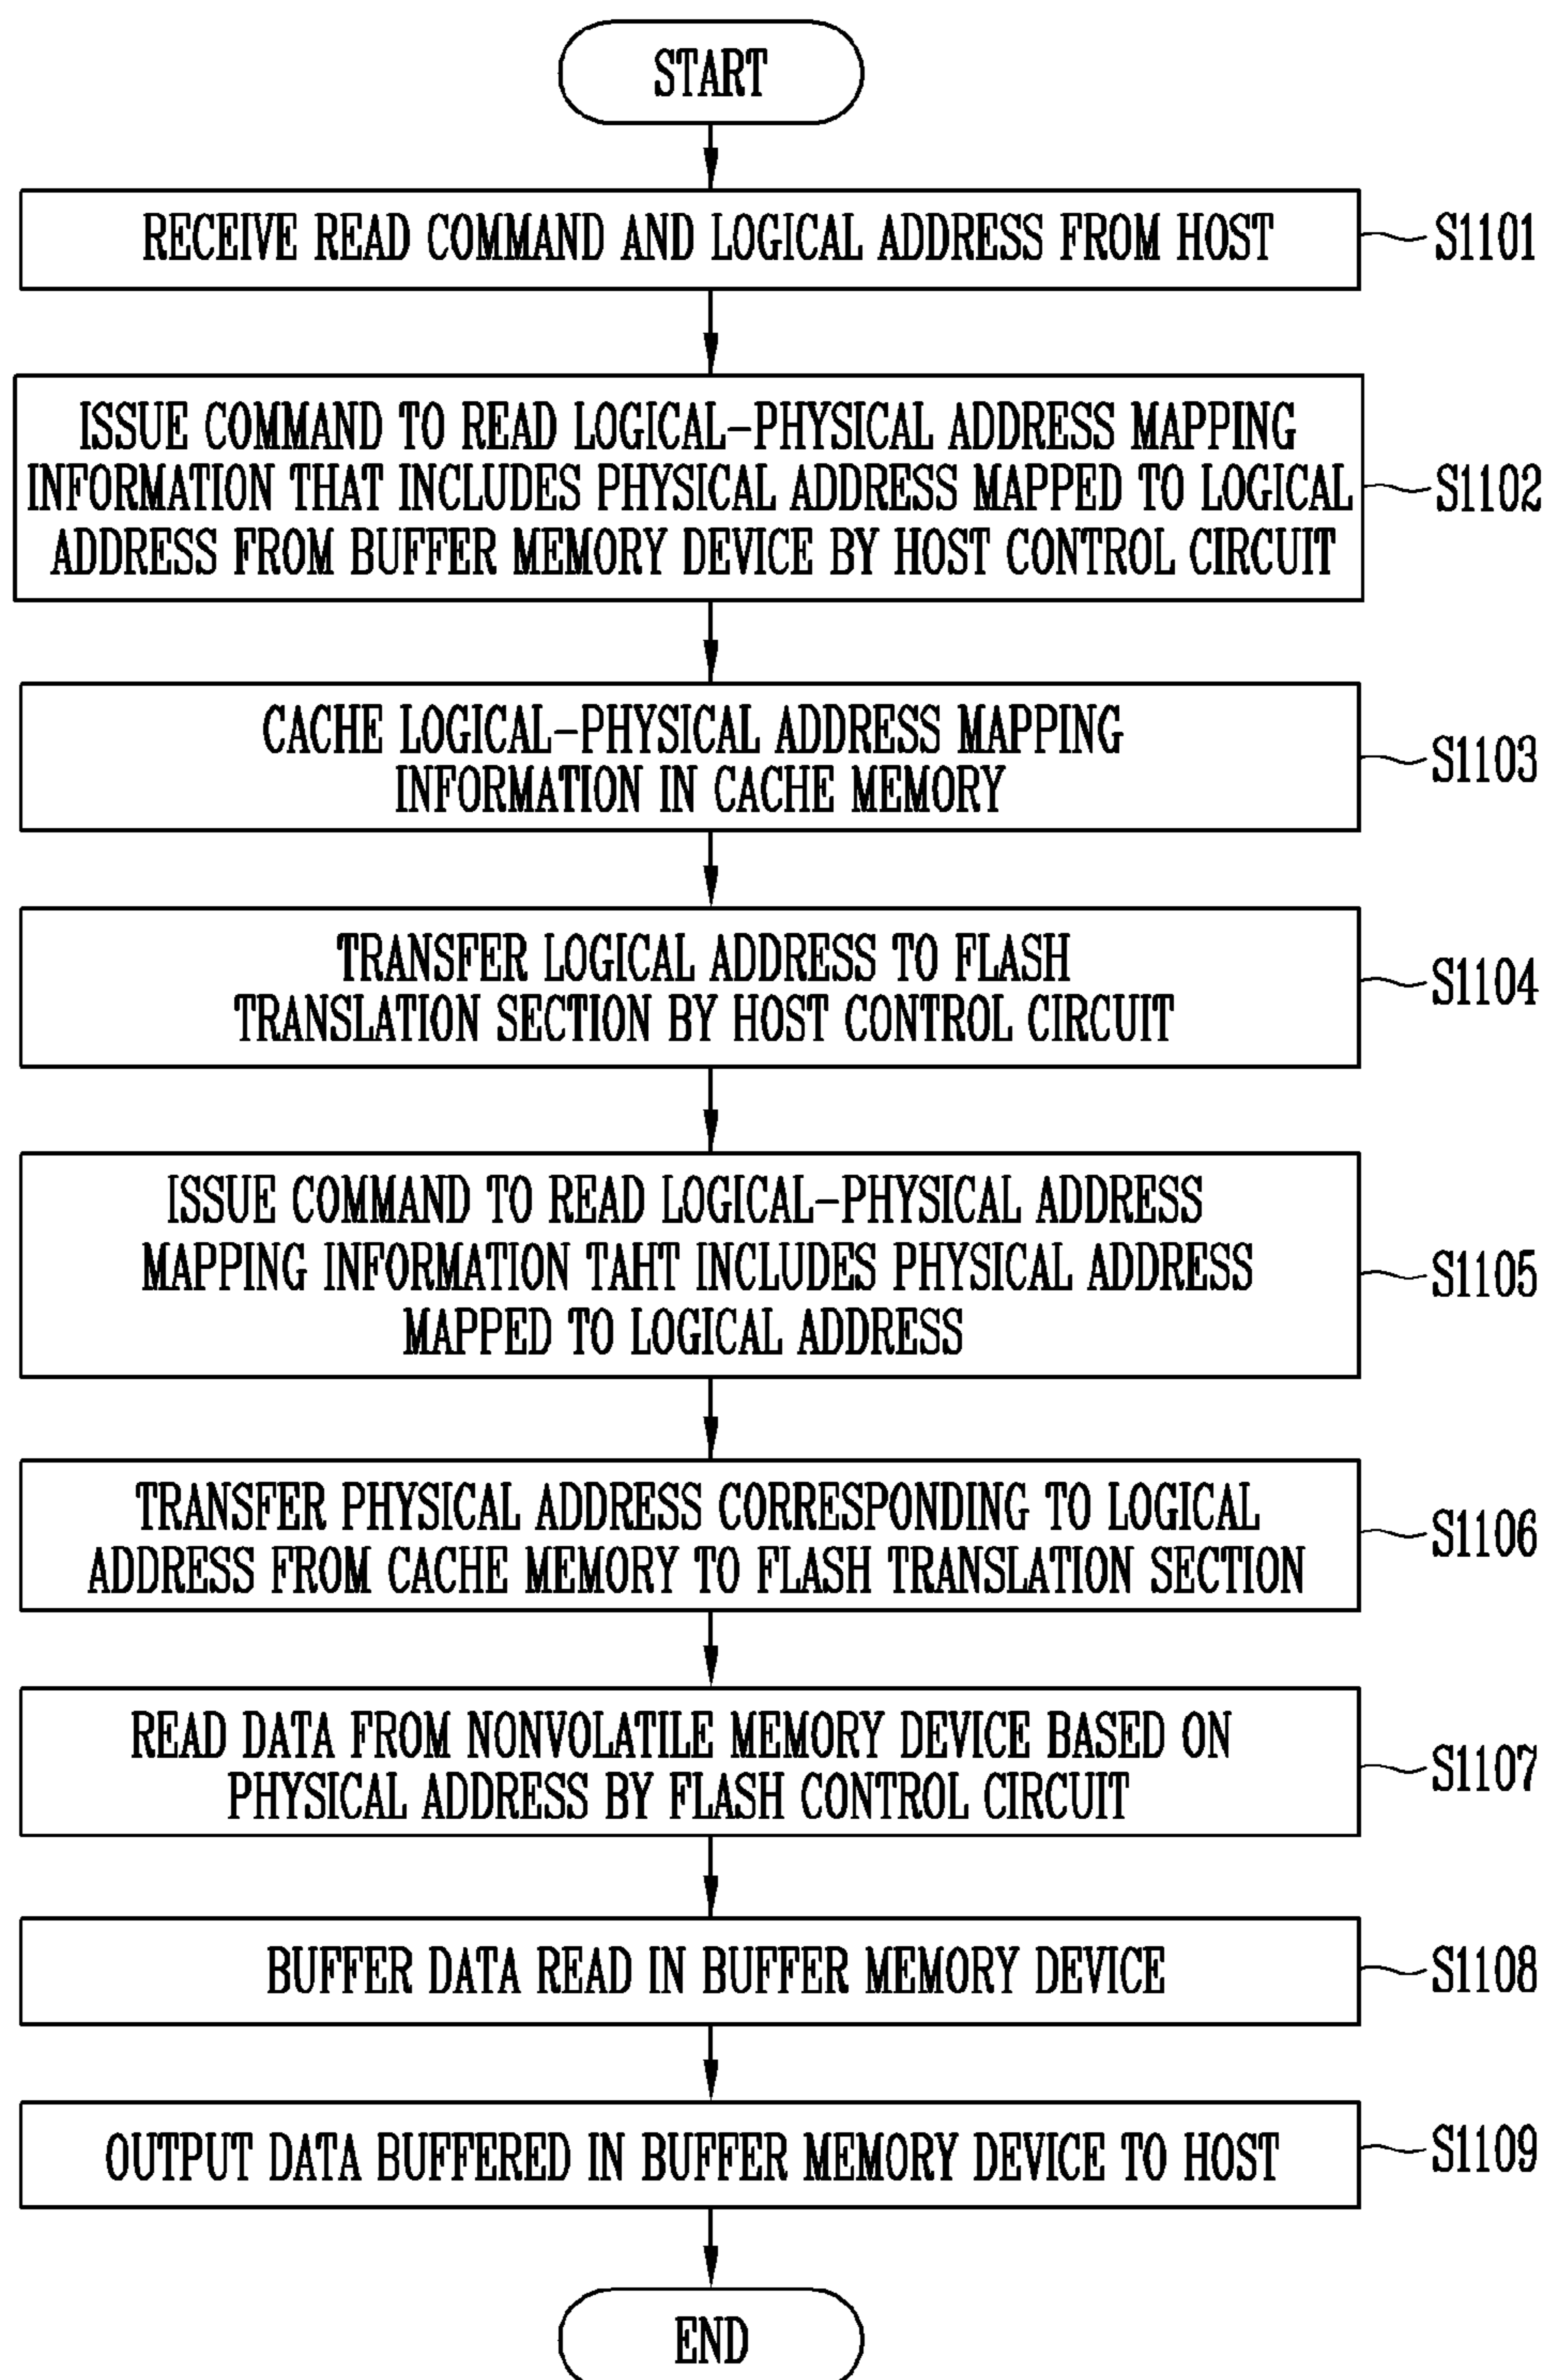 START
RECEIVE READ COMMAND AND LOGICAL ADDRESS FROM HOST
S1101
ISSUE COMMAND TO READ LOGICAL-PHYSICAL ADDRESS MAPPING
INFORMATION THAT INCLUDES PHYSICAL ADDRESS MAPPED TO LOGICAL
ADDRESS FROM BUFFER MEMORY DEVICE BY HOST CONTROL CIRCUIT
S1102
CACHE LOGICAL-PHYSICAL ADDRESS MAPPING
INFORMATION IN CACHE MEMORY
S1103
TRANSFER LOGICAL ADDRESS TO FLASH
TRANSLATION SECTION BY HOST CONTROL CIRCUIT
S1104
ISSUE COMMAND TO READ LOGICAL-PHYSICAL ADDRESS
MAPPING INFORMATION TAHT INCLUDES PHYSICAL ADDRESS
MAPPED TO LOGICAL ADDRESS
S1105
TRANSFER PHYSICAL ADDRESS CORRESPONDING TO LOGICAL
ADDRESS FROM CACHE MEMORY TO FLASH TRANSLATION SECTION
S1106
READ DATA FROM NONVOLATILE MEMORY DEVICE BASED ON
PHYSICAL ADDRESS BY FLASH CONTROL CIRCUIT
S1107
BUFFER DATA READ IN BUFFER MEMORY DEVICE
S1108
OUTPUT DATA BUFFERED IN BUFFER MEMORY DEVICE TO HOST
S1109
END